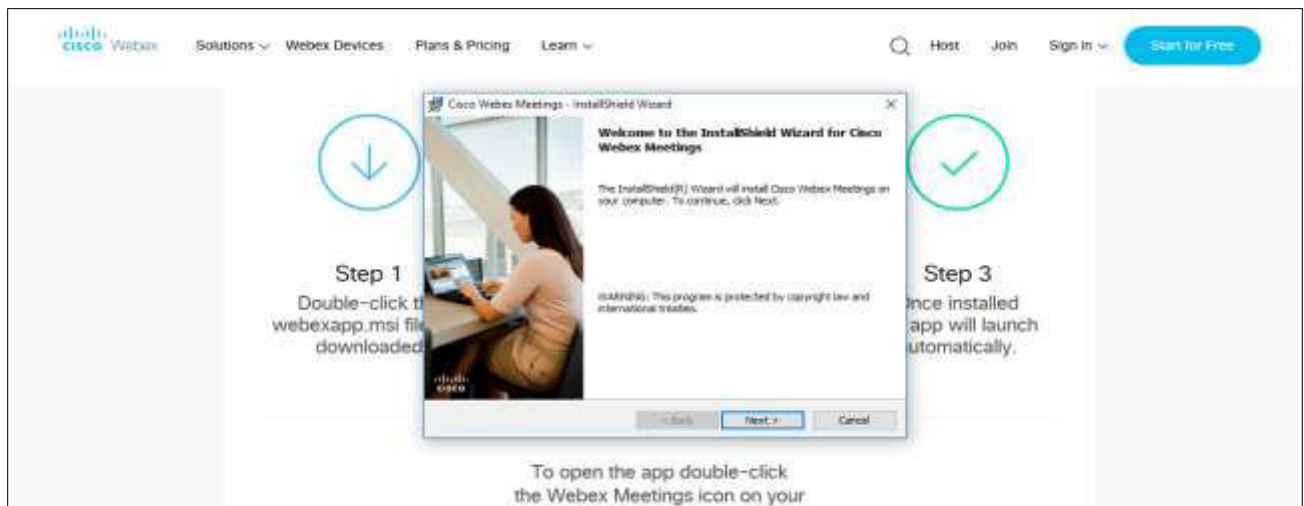 CISCO Webex Solutions Webex Devices Plans & Pricing Learn Host Join Sign In Start for Free
Cisco Webex Meetings - InstallShield Wizard
Welcome to the InstallShield Wizard for Cisco
Webex Meetings
The InstallShield(R) Wizard will install Cisco Webex Meetings on
your computer. To continue, click Next.
WARNING: This program is protected by copyright law and
international treaties.
cisco
< Back Next > Cancel
Step 1
Double-click t
webexapp.msi fil
downloaded
Step 3
nce installed
app will launch
utomatically.
To open the app double-click
the Webex Meetings icon on your